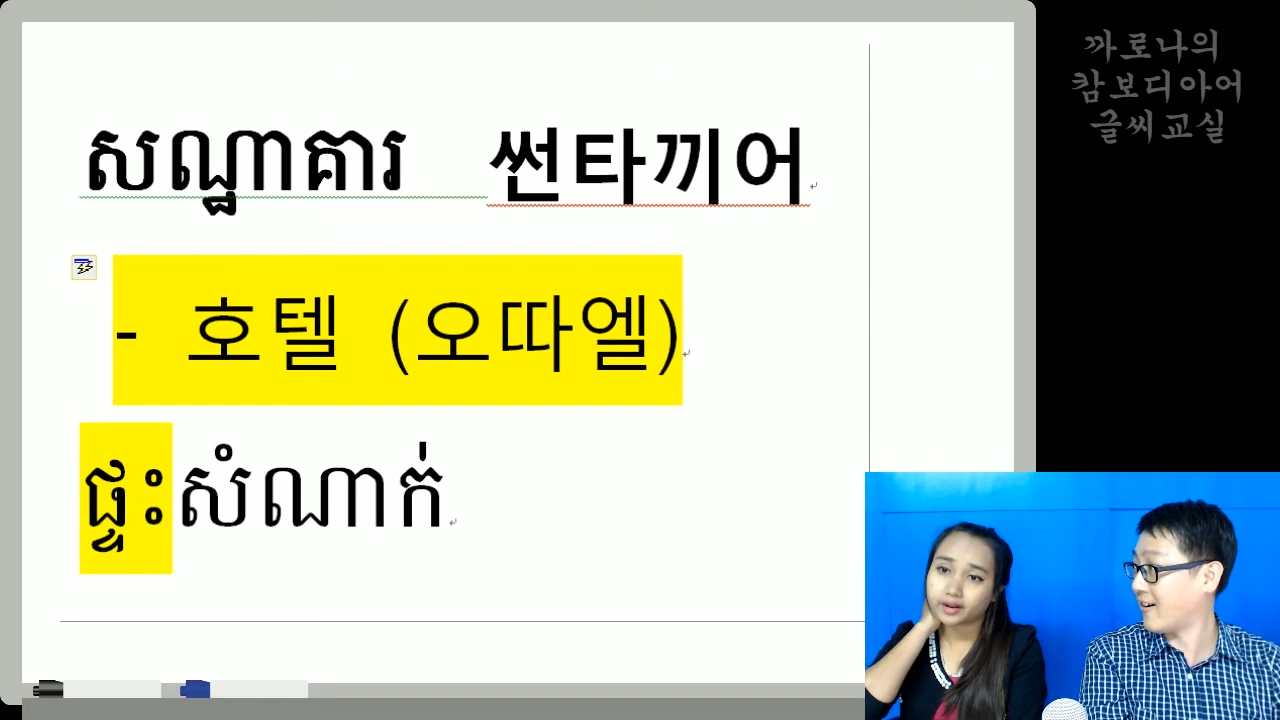 សណ្ឋាគារ 썬타끼어
- 호텔 (오따엘)
ផ្ទះសំណាក់
까로나의
캄보디아어
글씨교실